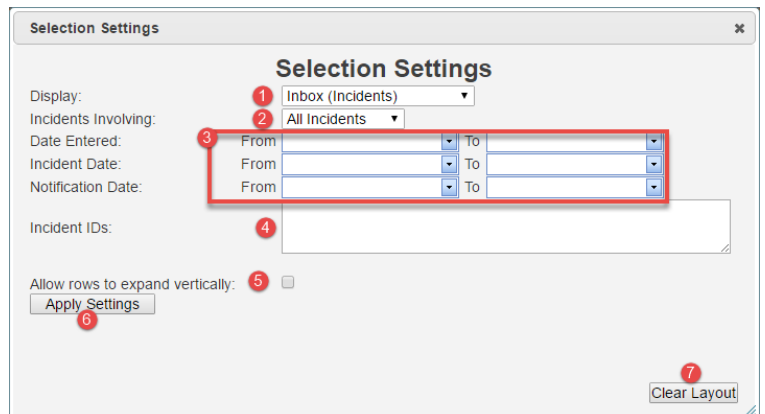 Selection Settings
Selection Settings
Display: 1 Inbox (Incidents)
Incidents Involving: 2 All Incidents
3
Date Entered: From To
Incident Date: From To
Notification Date: From To
Incident IDs: 4
Allow rows to expand vertically: 5
Apply Settings
6
7
Clear Layout